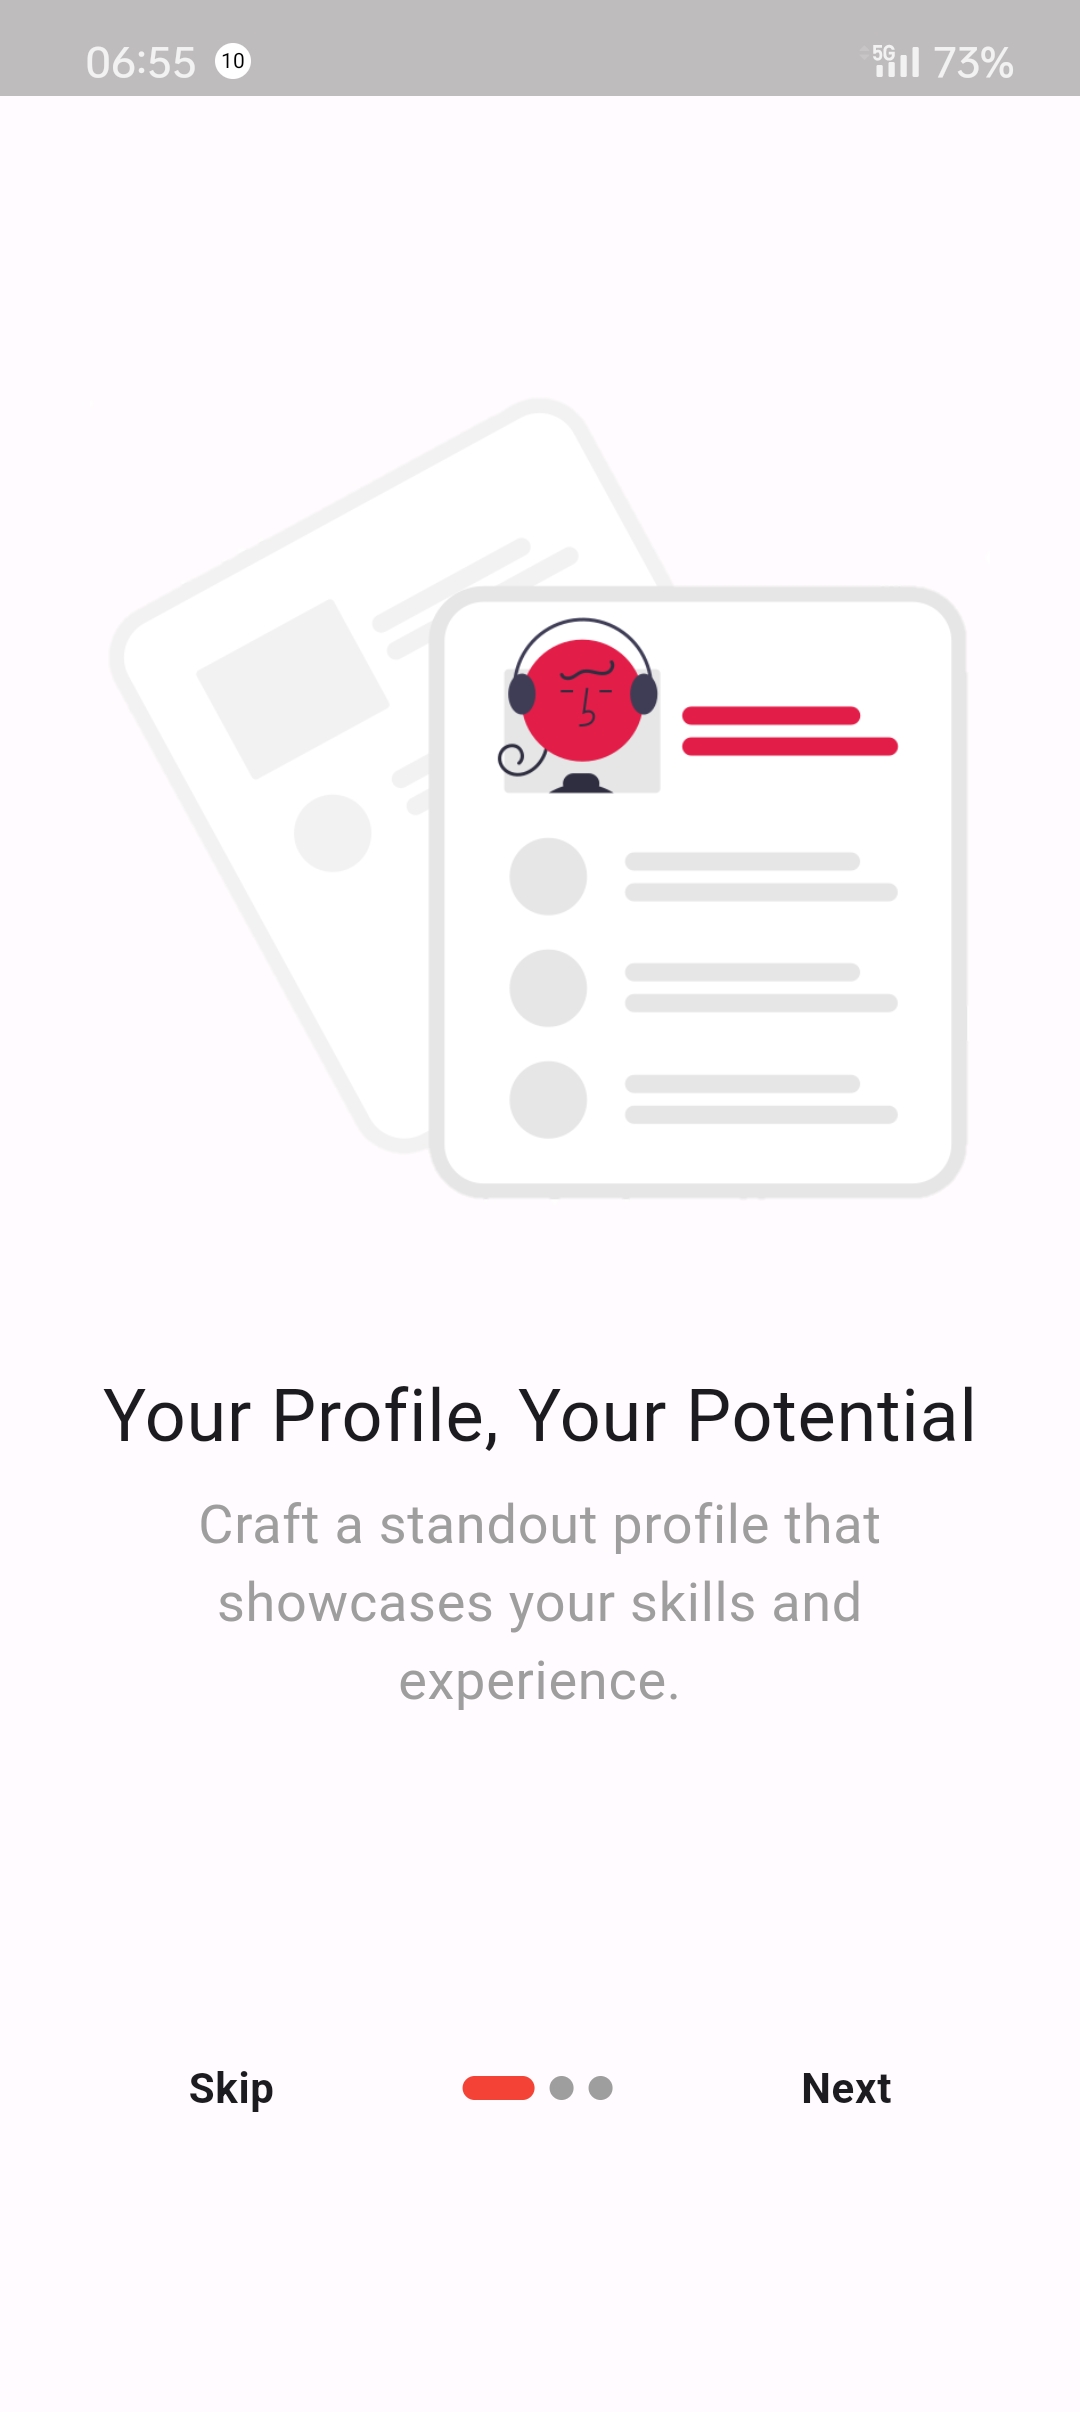 06:55 10 5G 73%
Your Profile, Your Potential
Craft a standout profile that
showcases your skills and
experience.
Skip Next